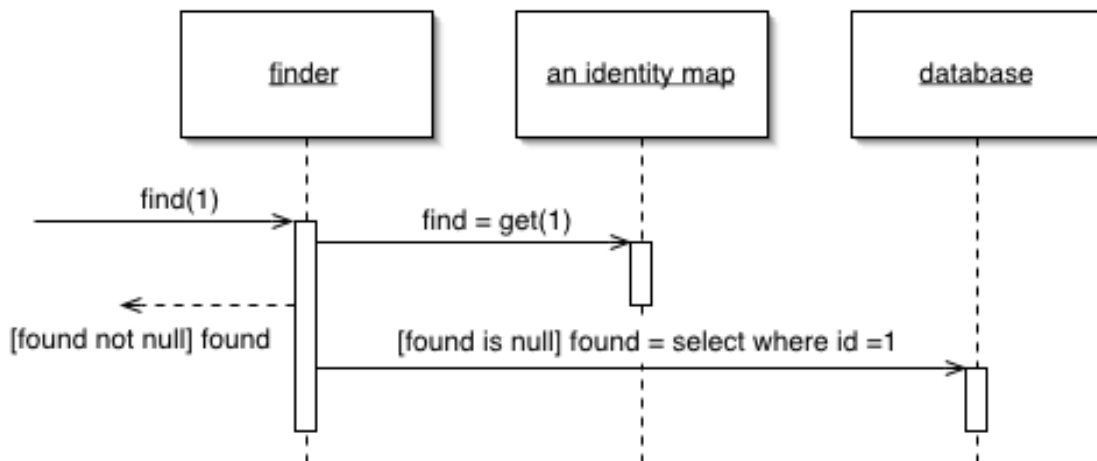 finder
an identity map
database
find(1)
find = get(1)
[found not null] found
[found is null] found = select where id =1